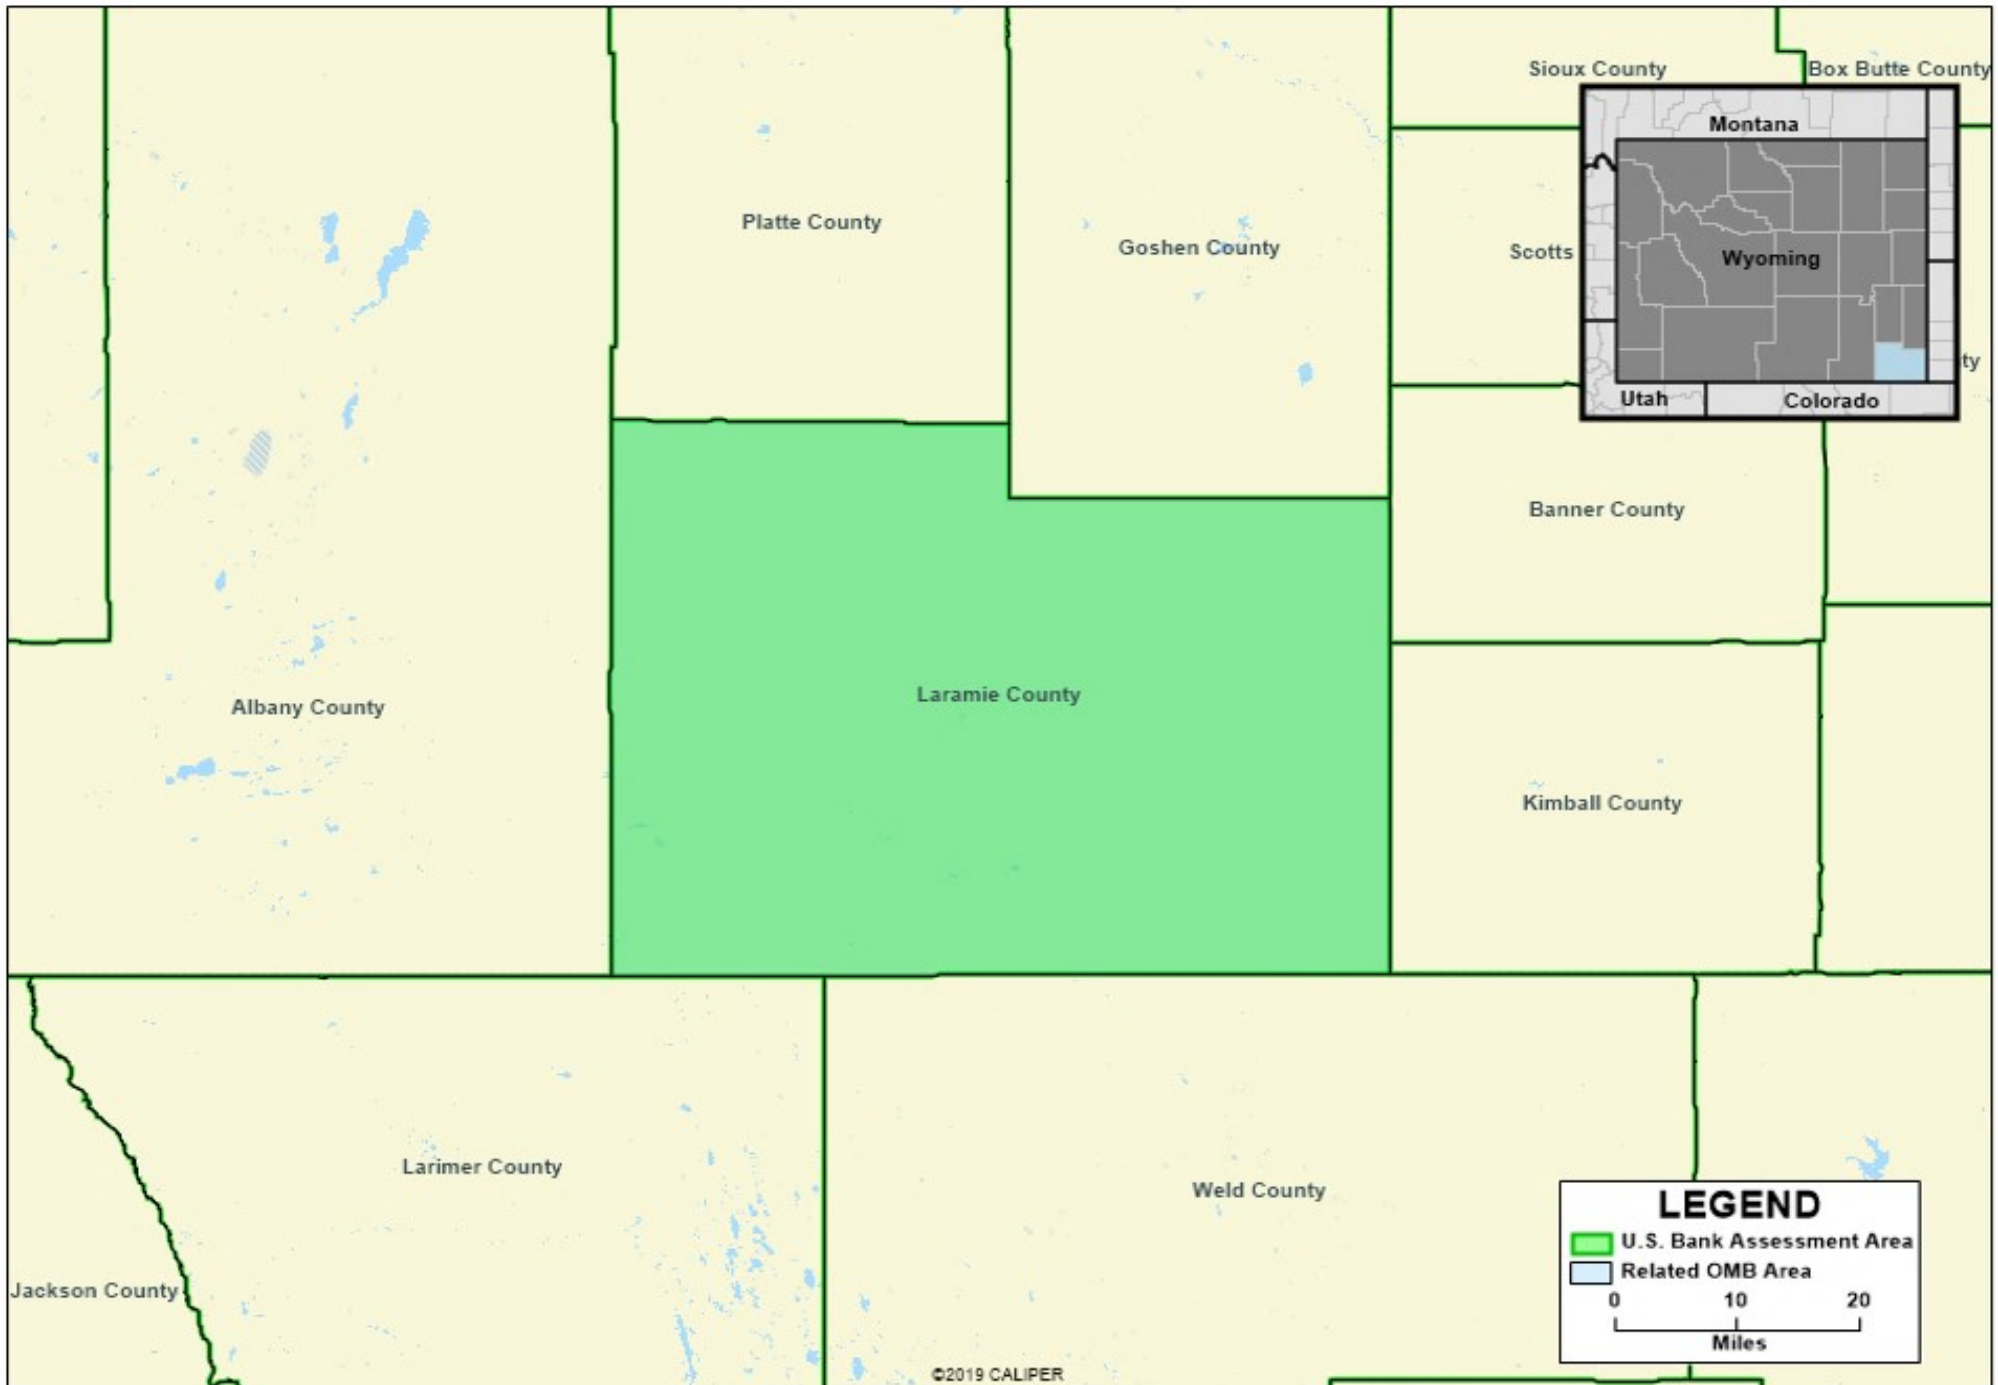 Sioux County
Box Butte County
Montana
Platte County
Goshen County
Scotts
Wyoming
ty
Utah
Colorado
Banner County
Laramie County
Albany County
Kimball County
Larimer County
Weld County
LEGEND
U.S. Bank Assessment Area
Related OMB Area
0 10 20
Miles
Jackson County
©2019 CALIPER